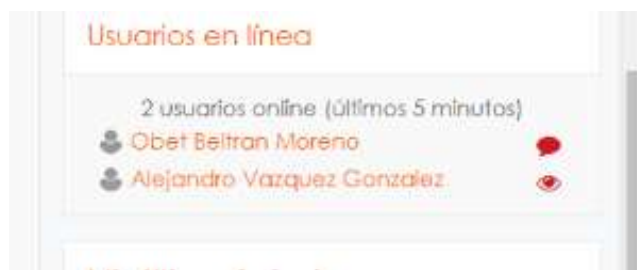 Usuarios en línea
2 usuarios online (últimos 5 minutos)
Obet Beltran Moreno
Alejandro Vazquez Gonzalez